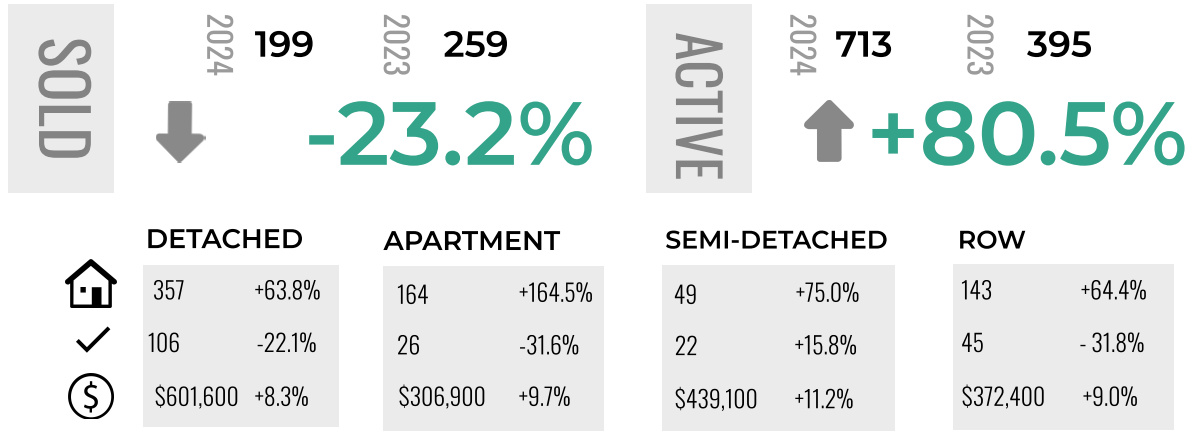 SOLD
2024 199 2023 259
-23.2%
ACTIVE
2024 713 2023 395
+80.5%
DETACHED
357 +63.8%
106 -22.1%
$601,600 +8.3%
APARTMENT
164 +164.5%
26 -31.6%
$306,900 +9.7%
SEMI-DETACHED
49 +75.0%
22 +15.8%
$439,100 +11.2%
ROW
143 +64.4%
45 - 31.8%
$372,400 +9.0%
$